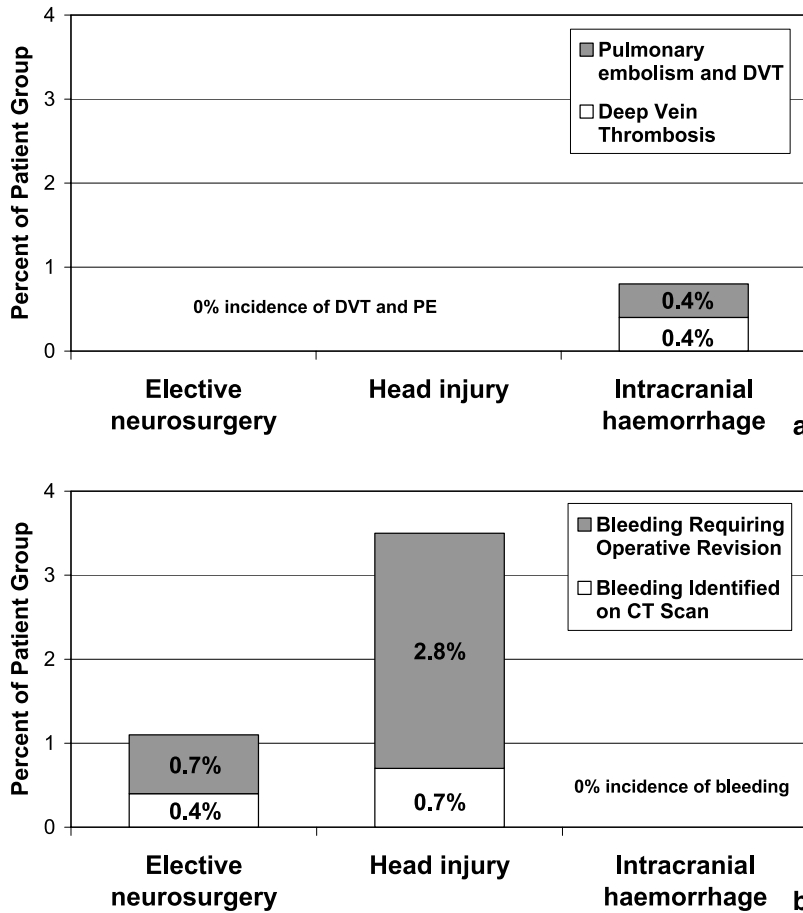 Percent of Patient Group
4
3
2
1
0
Pulmonary
embolism and DVT
Deep Vein
Thrombosis
0% incidence of DVT and PE
0.4%
0.4%
Elective
neurosurgery
Head injury
Intracranial
haemorrhage
a
Percent of Patient Group
4
3
2
1
0
Bleeding Requiring
Operative Revision
Bleeding Identified
on CT Scan
0.7%
0.4%
2.8%
0.7%
0% incidence of bleeding
Elective
neurosurgery
Head injury
Intracranial
haemorrhage
b